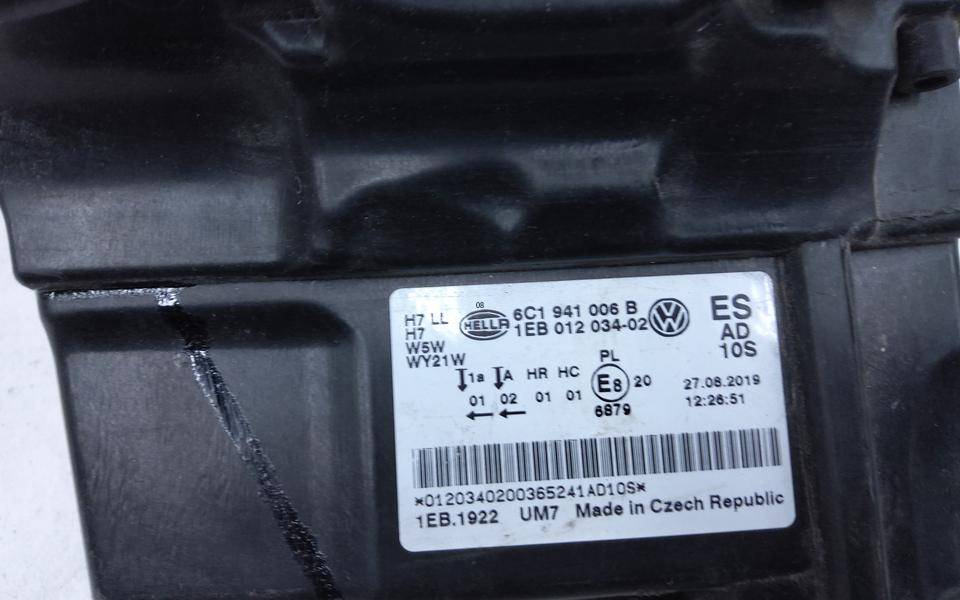 08
H7 LL HELLA 6C1 941 006 B VW ES
H7 1EB 012 034-02 AD
W5W 10S
WY21W
PL
1a A HR HC E8 20 27.08.2019
01 02 01 01 12:26:51
6879
*0120340200365241AD10S*
1EB.1922 UM7 Made in Czech Republic